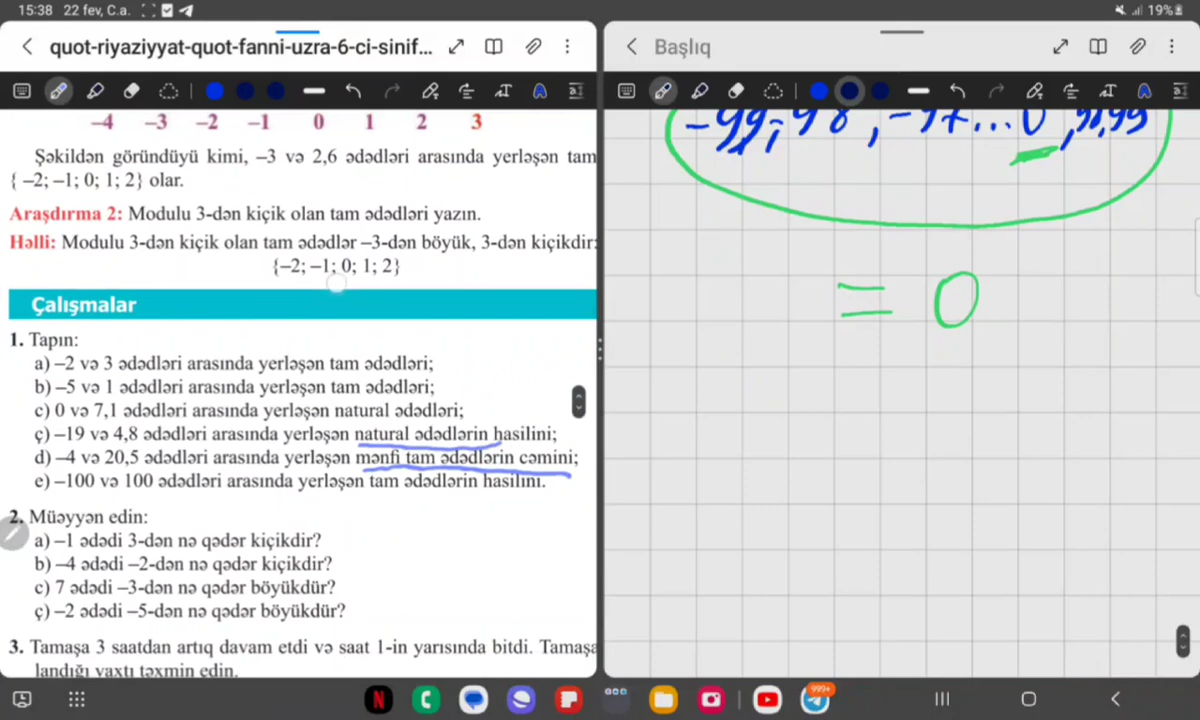 15:38 22 fev, C.a. 19%
quot-riyaziyyat-quot-fanni-uzra-6-ci-sinif...
-4 -3 -2 -1 0 1 2 3
Şəkildən göründüyü kimi, –3 və 2,6 ədədləri arasında yerləşən tam
{ –2; –1; 0; 1; 2} olar.
Araşdırma 2: Modulu 3-dən kiçik olan tam ədədləri yazın.
Həlli: Modulu 3-dən kiçik olan tam ədədlər –3-dən böyük, 3-dən kiçikdir:
{–2; –1; 0; 1; 2}
Çalışmalar
1. Tapın:
a) –2 və 3 ədədləri arasında yerləşən tam ədədləri;
b) –5 və 1 ədədləri arasında yerləşən tam ədədləri;
c) 0 və 7,1 ədədləri arasında yerləşən natural ədədləri;
ç) –19 və 4,8 ədədləri arasında yerləşən natural ədədlərin hasilini;
d) –4 və 20,5 ədədləri arasında yerləşən mənfi tam ədədlərin cəmini;
e) –100 və 100 ədədləri arasında yerləşən tam ədədlərin hasilini.
2. Müəyyən edin:
a) –1 ədədi 3-dən nə qədər kiçikdir?
b) –4 ədədi –2-dən nə qədər kiçikdir?
c) 7 ədədi –3-dən nə qədər böyükdür?
ç) –2 ədədi –5-dən nə qədər böyükdür?
3. Tamaşa 3 saatdan artıq davam etdi və saat 1-in yarısında bitdi. Tamaşa
landığı vaxtı təxmin edin.
Başlıq
= 0
999+